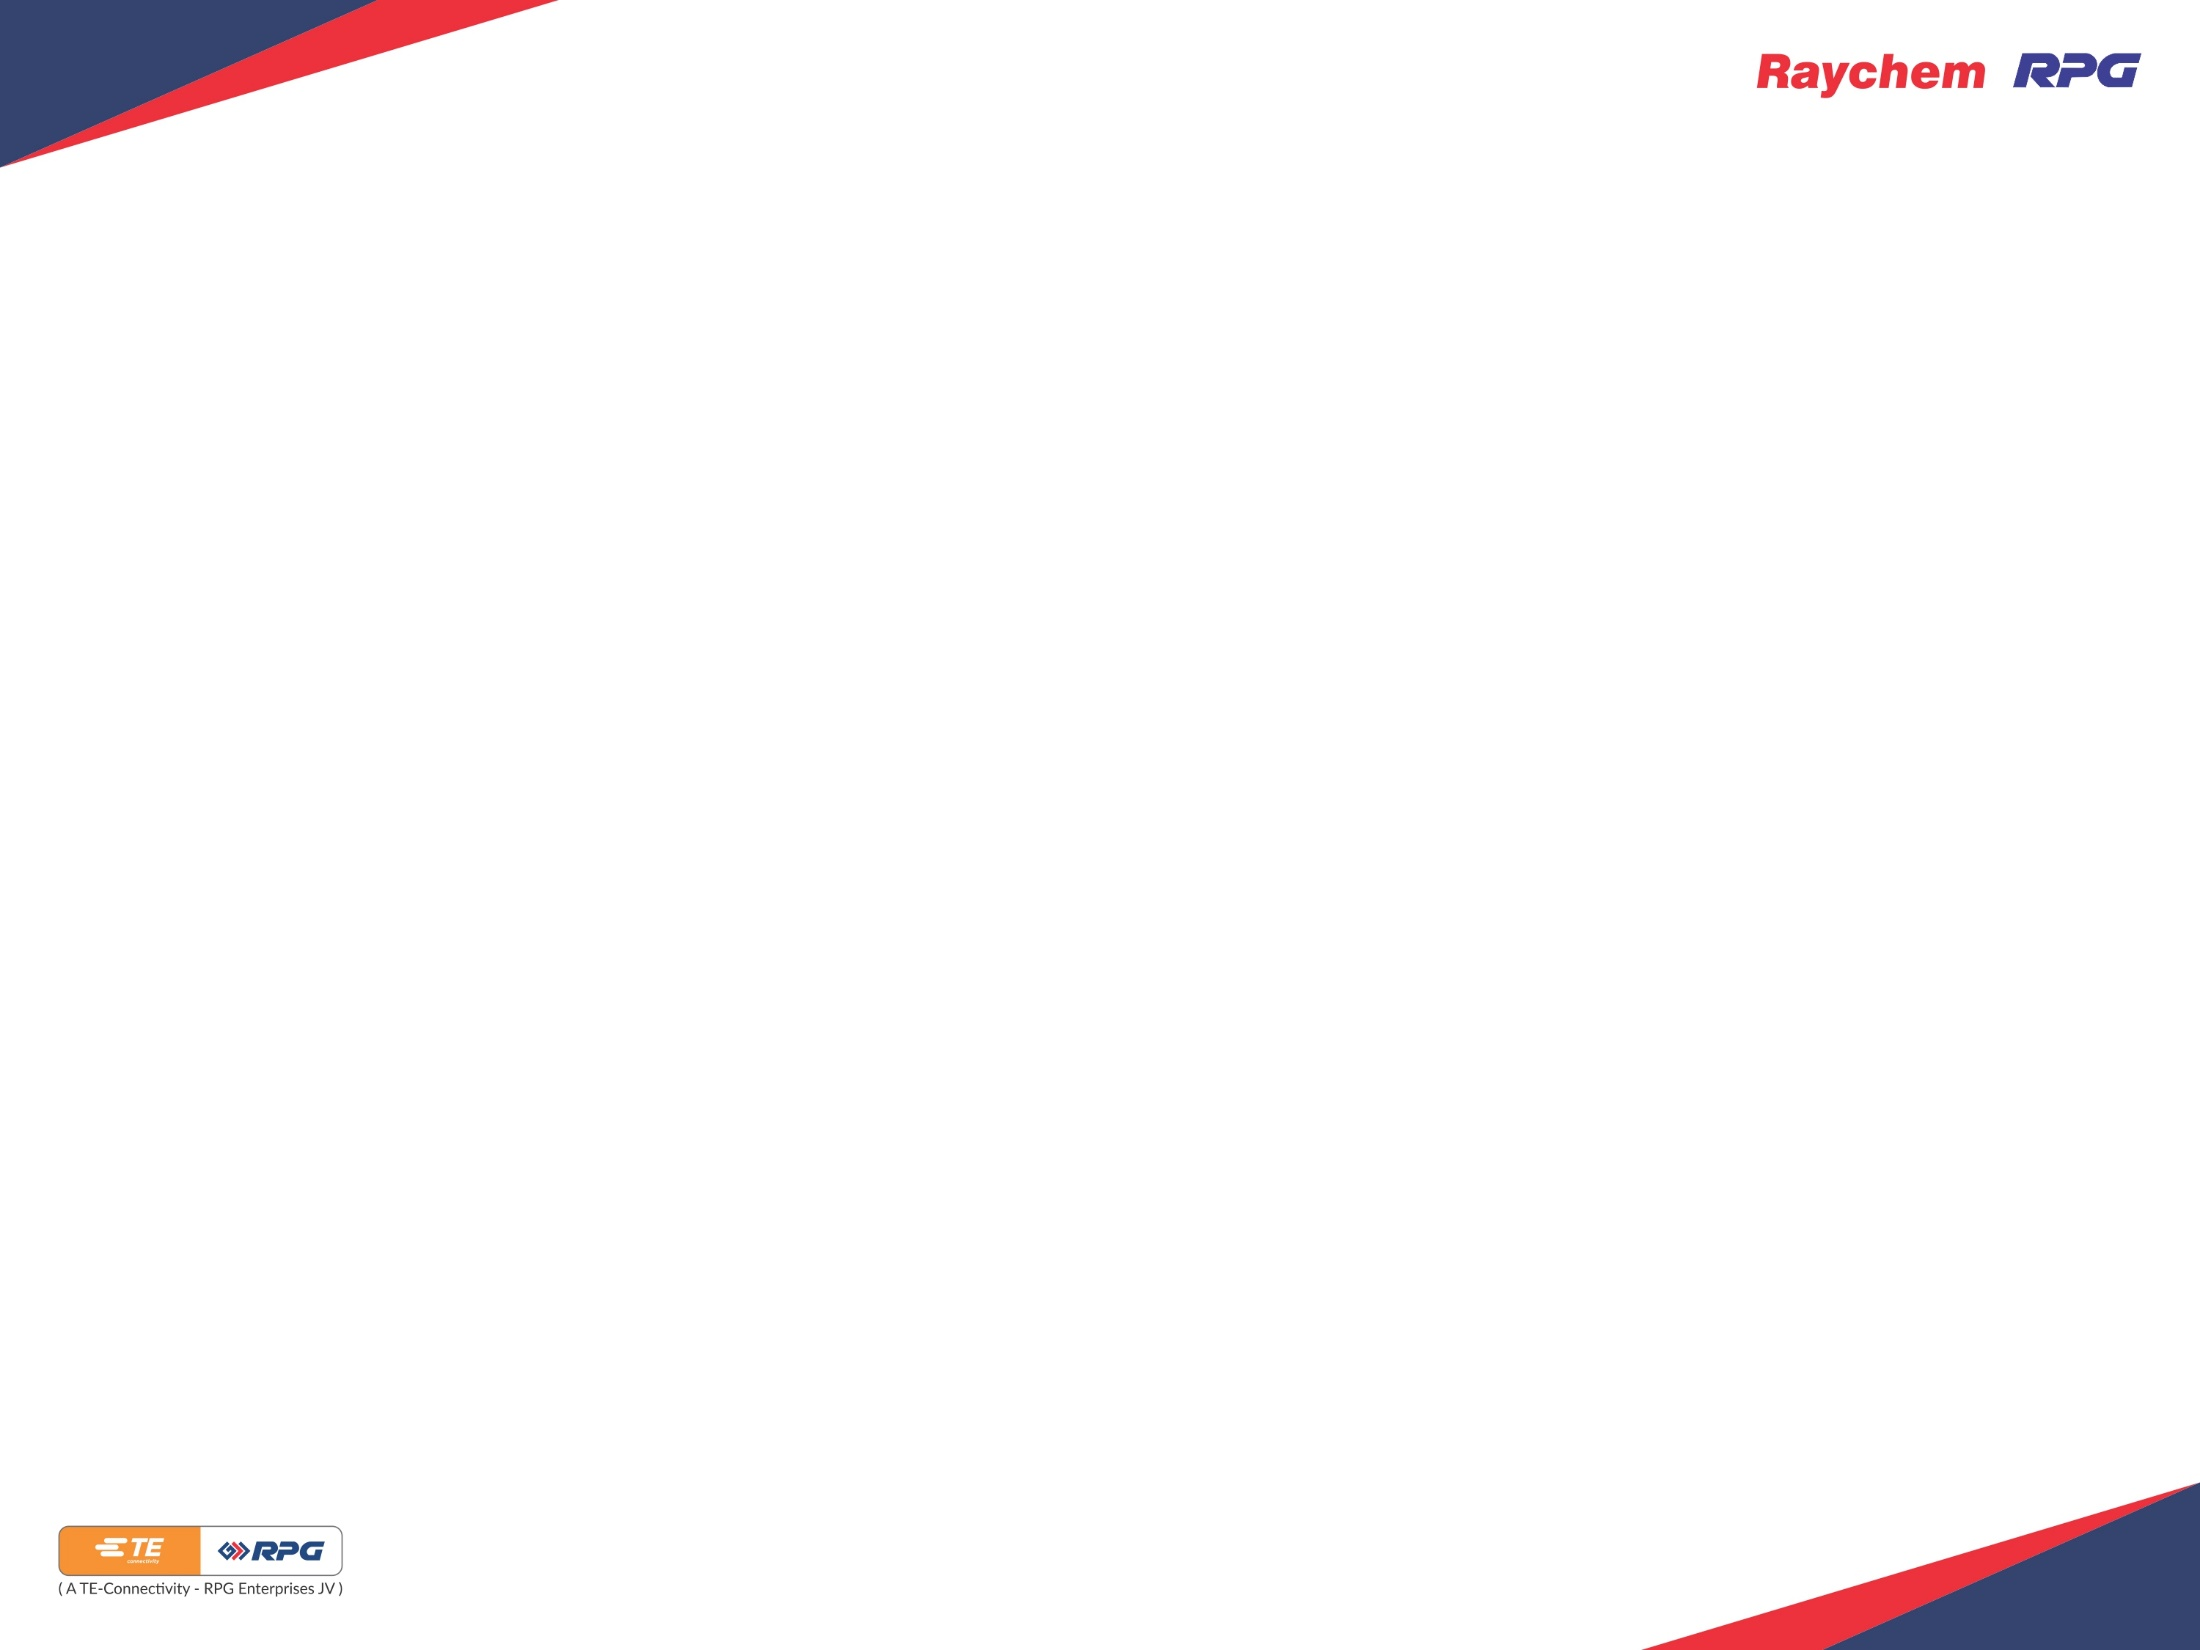 Raychem RPG
TE RPG
connectivity
( A TE-Connectivity - RPG Enterprises JV )